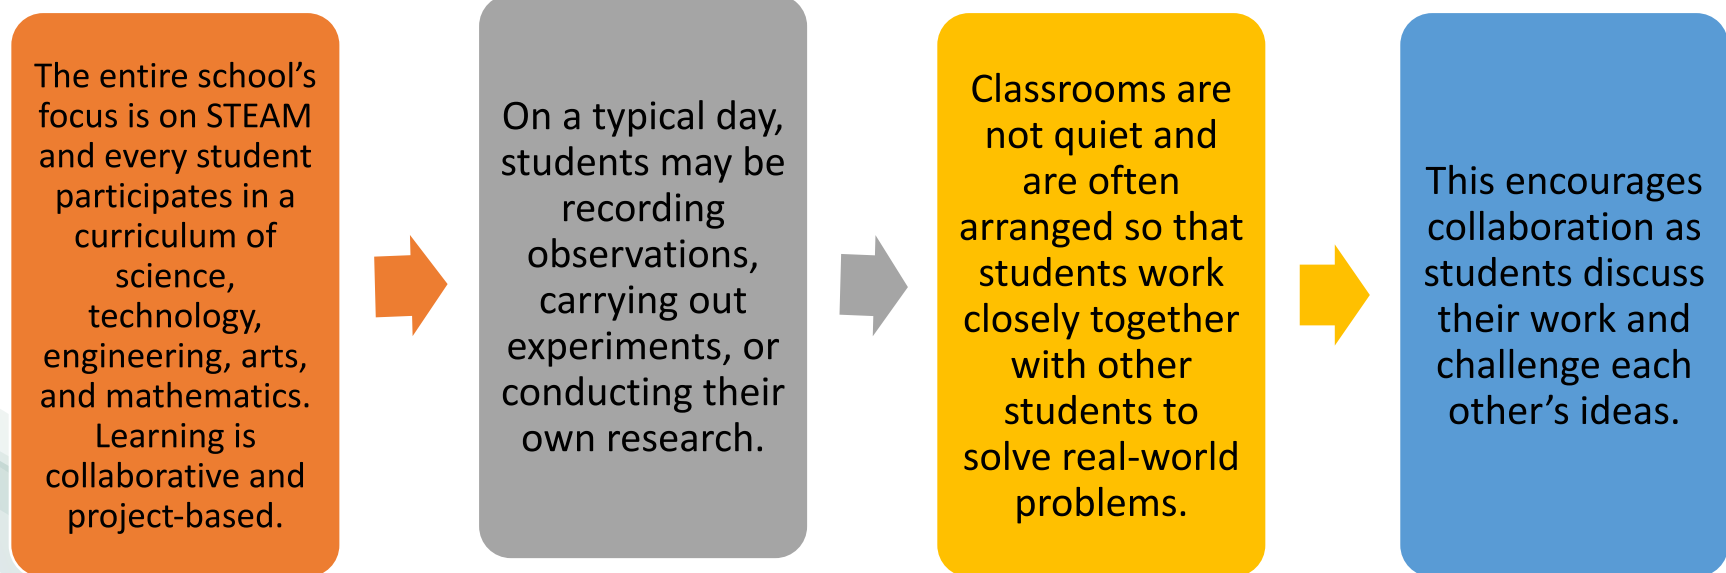 The entire school’s
focus is on STEAM
and every student
participates in a
curriculum of
science,
technology,
engineering, arts,
and mathematics.
Learning is
collaborative and
project-based.
On a typical day,
students may be
recording
observations,
carrying out
experiments, or
conducting their
own research.
Classrooms are
not quiet and
are often
arranged so that
students work
closely together
with other
students to
solve real-world
problems.
This encourages
collaboration as
students discuss
their work and
challenge each
other’s ideas.